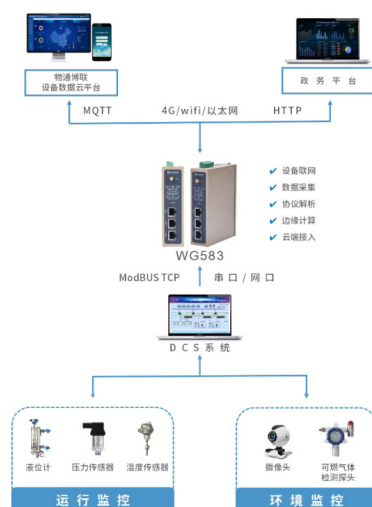 物通博联
设备数据云平台
政务平台
MQTT
4G/wifi/以太网
HTTP
✔ 设备联网
✔ 数据采集
✔ 协议解析
✔ 边缘计算
✔ 云端接入
WG583
ModBUS TCP
串口/网口
DCS系统
液位计
压力传感器
温度传感器
摄像头
可燃气体
检测探头
运行监控
环境监控